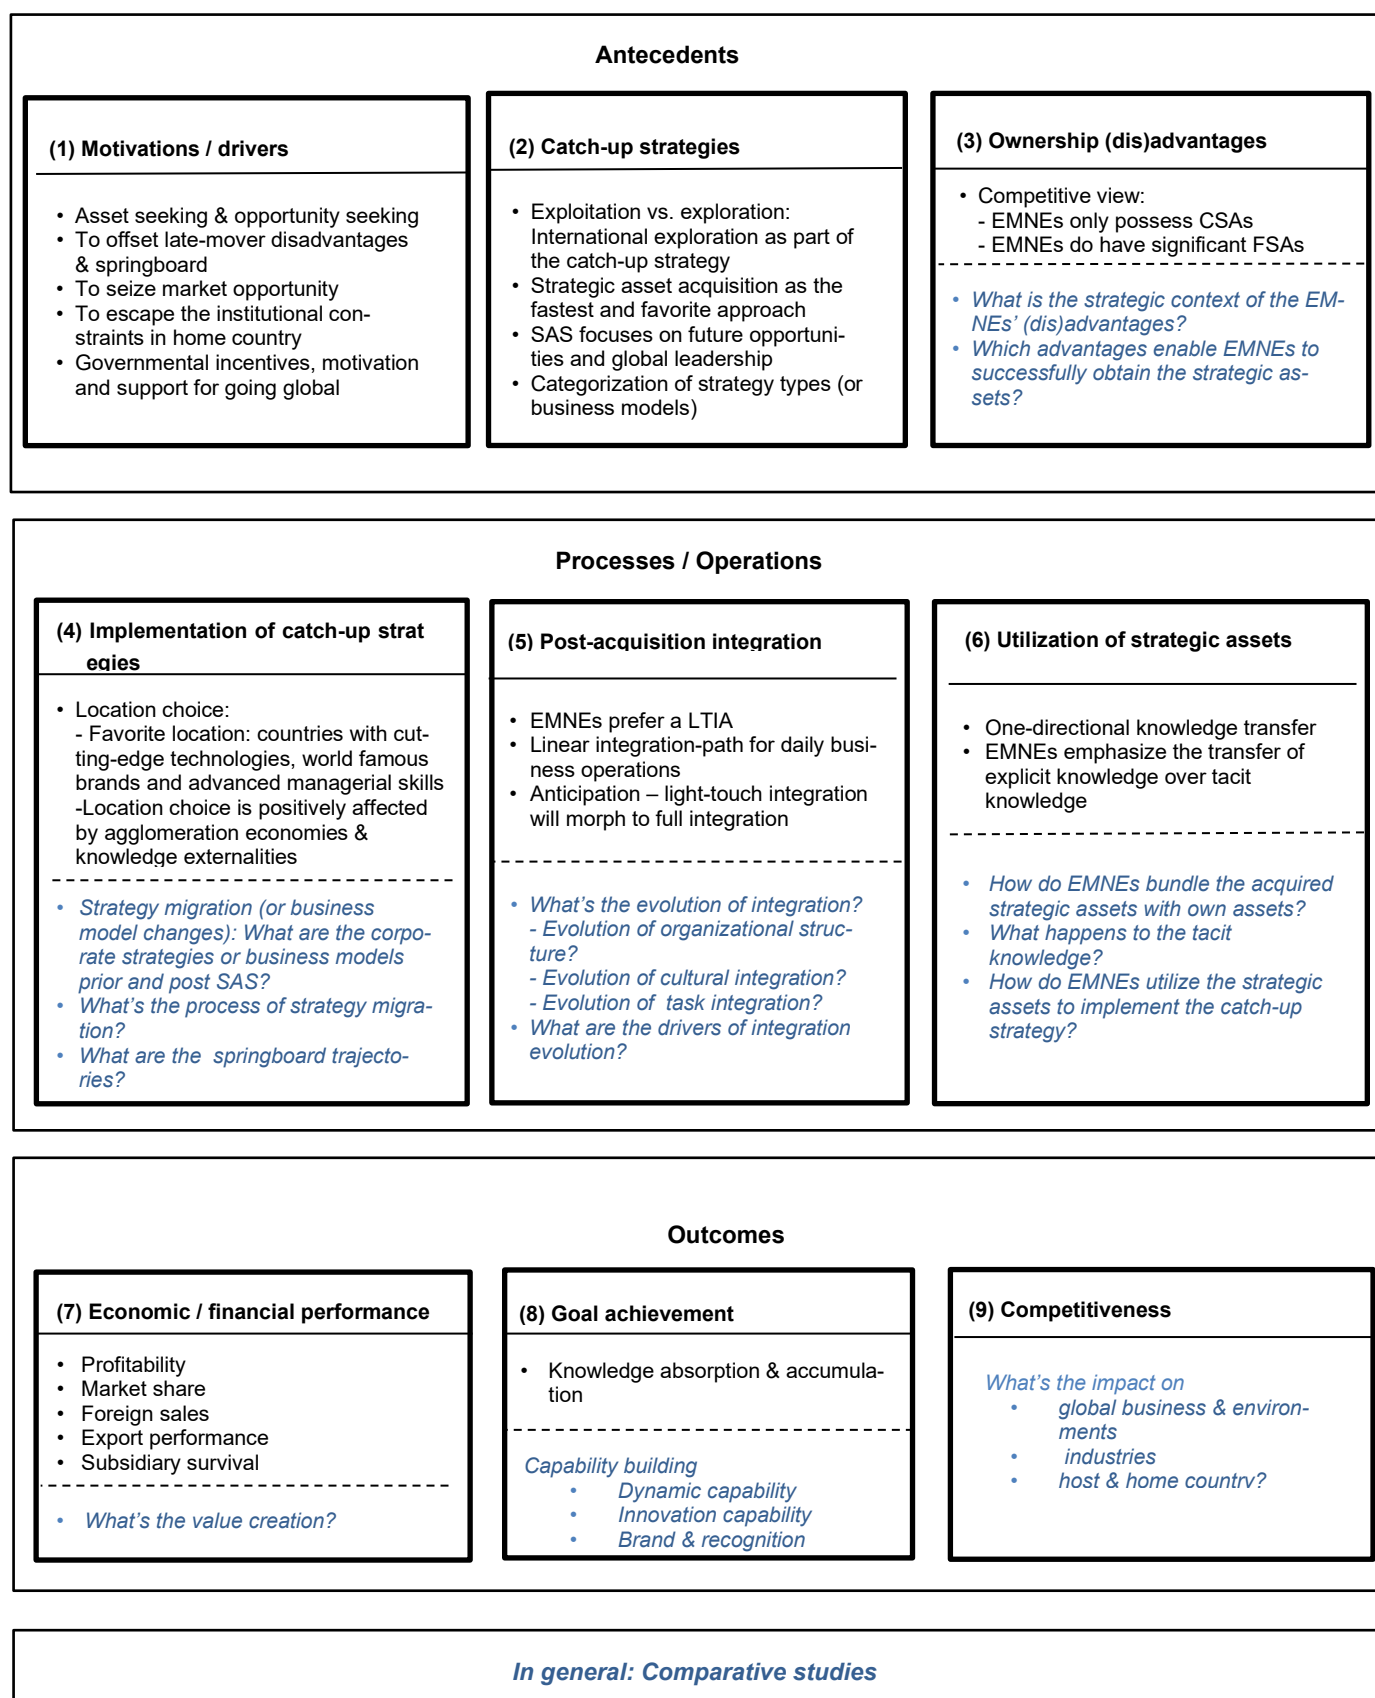 Antecedents
(1) Motivations / drivers
• Asset seeking & opportunity seeking
• To offset late-mover disadvantages
& springboard
• To seize market opportunity
• To escape the institutional con-
straints in home country
• Governmental incentives, motivation
and support for going global
(2) Catch-up strategies
• Exploitation vs. exploration:
International exploration as part of
the catch-up strategy
• Strategic asset acquisition as the
fastest and favorite approach
• SAS focuses on future opportuni-
ties and global leadership
• Categorization of strategy types (or
business models)
(3) Ownership (dis)advantages
• Competitive view:
- EMNEs only possess CSAs
- EMNEs do have significant FSAs
• What is the strategic context of the EM-
NEs' (dis)advantages?
• Which advantages enable EMNEs to
successfully obtain the strategic as-
sets?
Processes / Operations
(4) Implementation of catch-up strat
egies
• Location choice:
- Favorite location: countries with cut-
ting-edge technologies, world famous
brands and advanced managerial skills
-Location choice is positively affected
by agglomeration economies &
knowledge externalities
• Strategy migration (or business
model changes): What are the corpo-
rate strategies or business models
prior and post SAS?
• What's the process of strategy migra-
tion?
• What are the springboard trajecto-
ries?
(5) Post-acquisition integration
• EMNEs prefer a LTIA
• Linear integration-path for daily busi-
ness operations
• Anticipation – light-touch integration
will morph to full integration
• What's the evolution of integration?
- Evolution of organizational struc-
ture?
- Evolution of cultural integration?
- Evolution of task integration?
• What are the drivers of integration
evolution?
(6) Utilization of strategic assets
• One-directional knowledge transfer
• EMNEs emphasize the transfer of
explicit knowledge over tacit
knowledge
• How do EMNEs bundle the acquired
strategic assets with own assets?
• What happens to the tacit
knowledge?
• How do EMNEs utilize the strategic
assets to implement the catch-up
strategy?
Outcomes
(7) Economic / financial performance
• Profitability
• Market share
• Foreign sales
• Export performance
• Subsidiary survival
• What's the value creation?
(8) Goal achievement
• Knowledge absorption & accumula-
tion
Capability building
• Dynamic capability
• Innovation capability
• Brand & recognition
(9) Competitiveness
What's the impact on
• global business & environ-
ments
• industries
• host & home country?
In general: Comparative studies